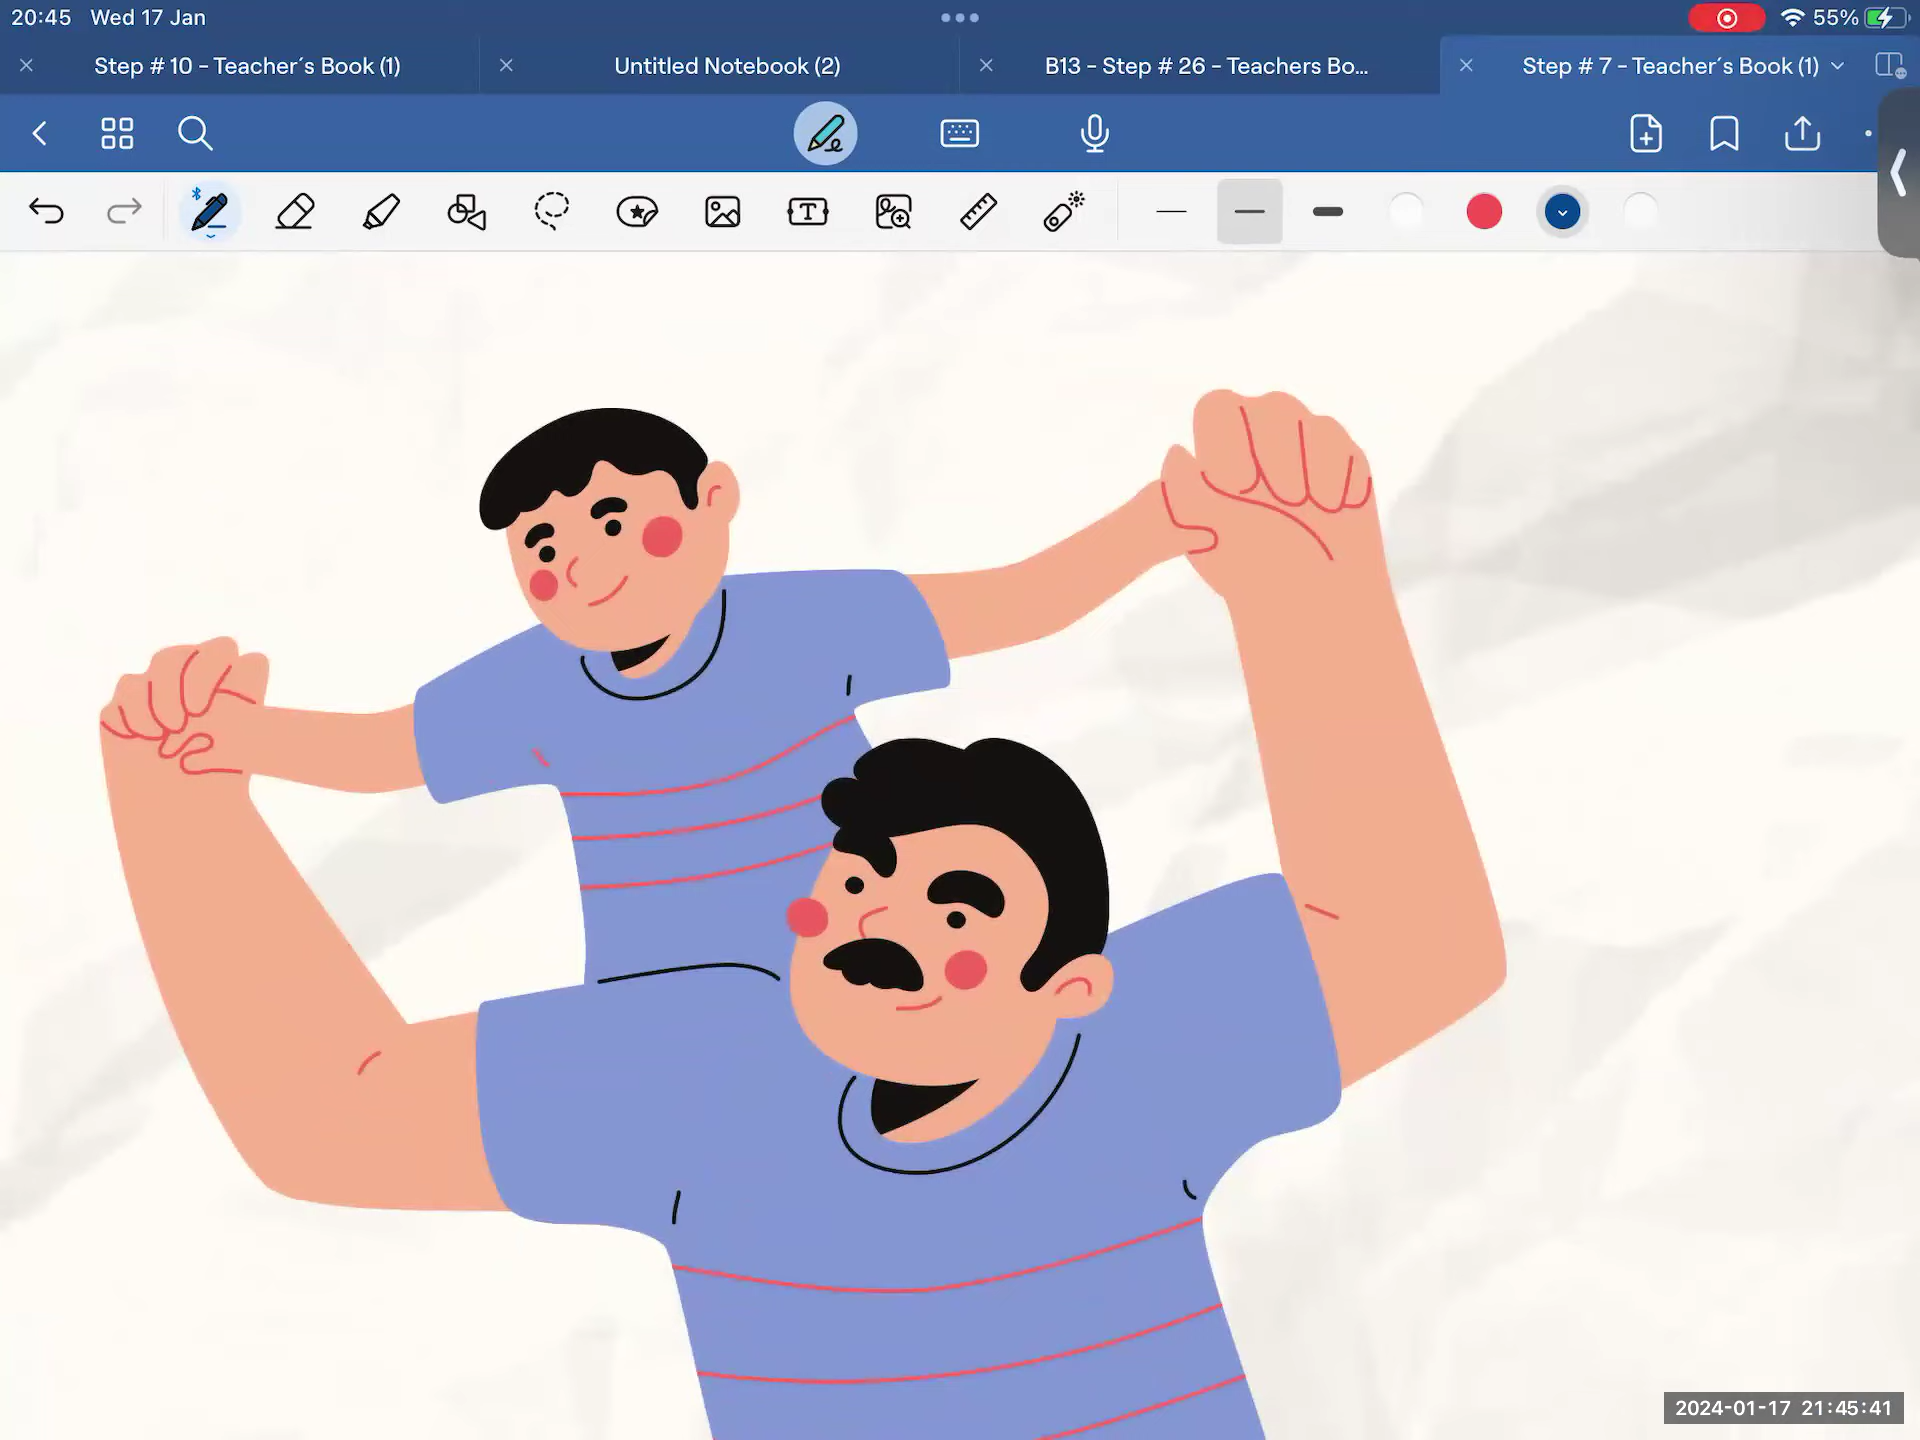 20:45 Wed 17 Jan
55%
Step # 10 - Teacher´s Book (1)
Untitled Notebook (2)
B13 - Step # 26 - Teachers Bo...
Step # 7 - Teacher´s Book (1)
T
2024-01-17 21:45:41